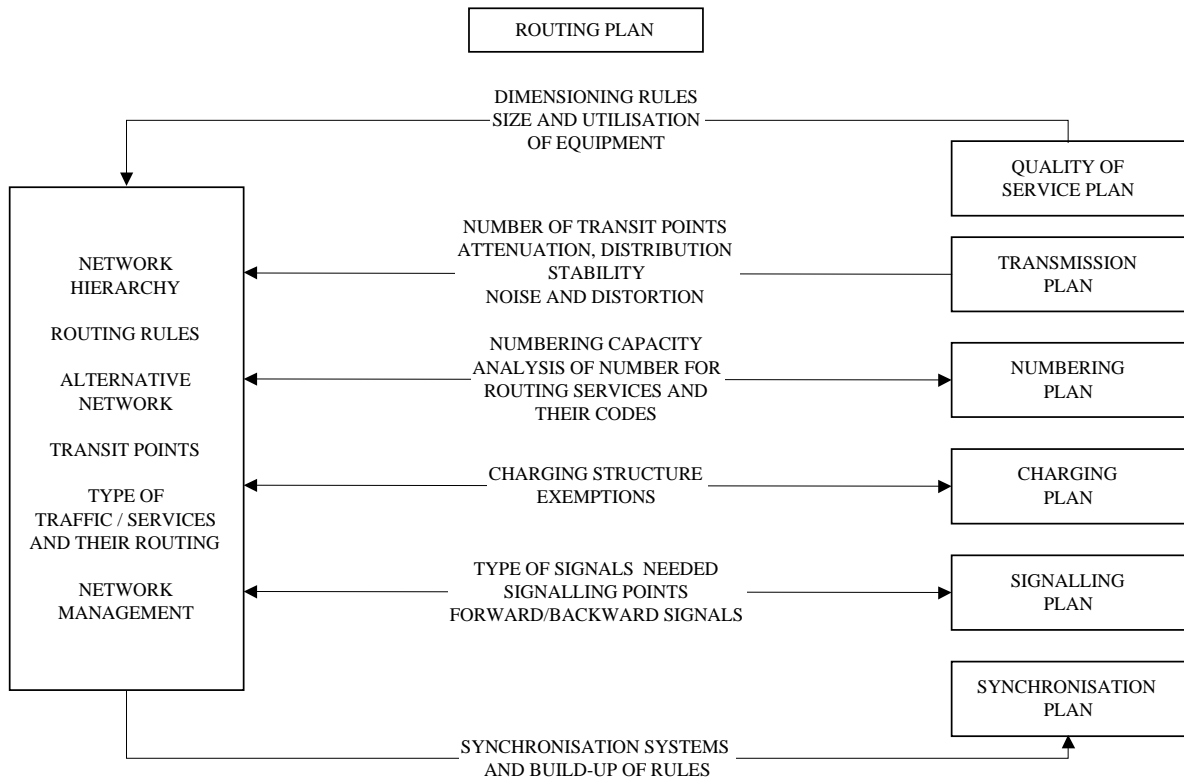 ROUTING PLAN
DIMENSIONING RULES
SIZE AND UTILISATION
OF EQUIPMENT
QUALITY OF
SERVICE PLAN
NETWORK
HIERARCHY
ROUTING RULES
ALTERNATIVE
NETWORK
TRANSIT POINTS
TYPE OF
TRAFFIC / SERVICES
AND THEIR ROUTING
NETWORK
MANAGEMENT
NUMBER OF TRANSIT POINTS
ATTENUATION, DISTRIBUTION
STABILITY
NOISE AND DISTORTION
TRANSMISSION
PLAN
NUMBERING CAPACITY
ANALYSIS OF NUMBER FOR
ROUTING SERVICES AND
THEIR CODES
NUMBERING
PLAN
CHARGING STRUCTURE
EXEMPTIONS
CHARGING
PLAN
TYPE OF SIGNALS  NEEDED
SIGNALLING POINTS
FORWARD/BACKWARD SIGNALS
SIGNALLING
PLAN
SYNCHRONISATION
PLAN
SYNCHRONISATION SYSTEMS
AND BUILD-UP OF RULES